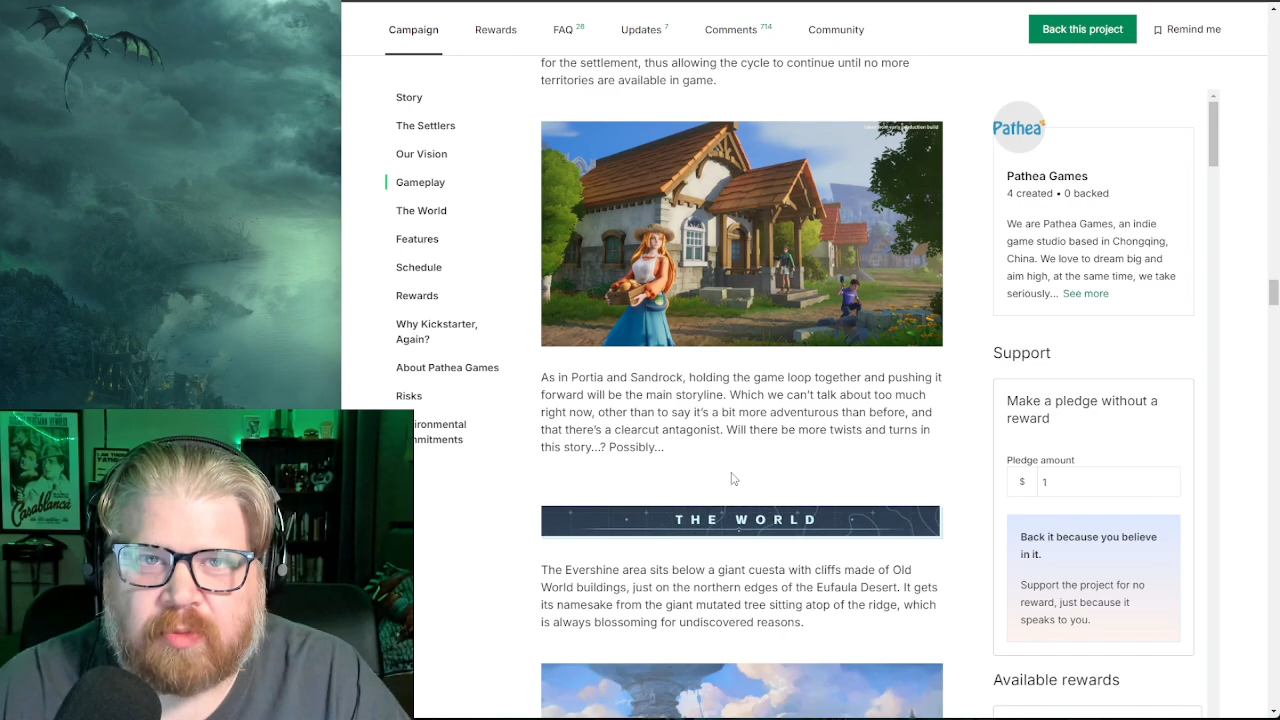 Campaign
Rewards
FAQ 26
Updates 7
Comments 714
Community
Back this project
Remind me
for the settlement, thus allowing the cycle to continue until no more
territories are available in game.
Story
The Settlers
Our Vision
Gameplay
The World
Features
Schedule
Rewards
Why Kickstarter,
Again?
About Pathea Games
Risks
ironmental
mmitments
As in Portia and Sandrock, holding the game loop together and pushing it
forward will be the main storyline. Which we can't talk about too much
right now, other than to say it's a bit more adventurous than before, and
that there's a clearcut antagonist. Will there be more twists and turns in
this story...? Possibly...
THE WORLD
The Evershine area sits below a giant cuesta with cliffs made of Old
World buildings, just on the northern edges of the Eufaula Desert. It gets
its namesake from the giant mutated tree sitting atop of the ridge, which
is always blossoming for undiscovered reasons.
Pathea
Pathea Games
4 created • 0 backed
We are Pathea Games, an indie
game studio based in Chongqing,
China. We love to dream big and
aim high, at the same time, we take
seriously... See more
Support
Make a pledge without a
reward
Pledge amount
$ 1
Back it because you believe
in it.
Support the project for no
reward, just because it
speaks to you.
Available rewards
Casablanca